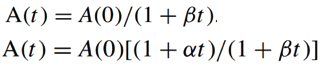 A(t) = A(0)/(1 + βt).
A(t) = A(0)[(1 + αt)/(1 + βt)]